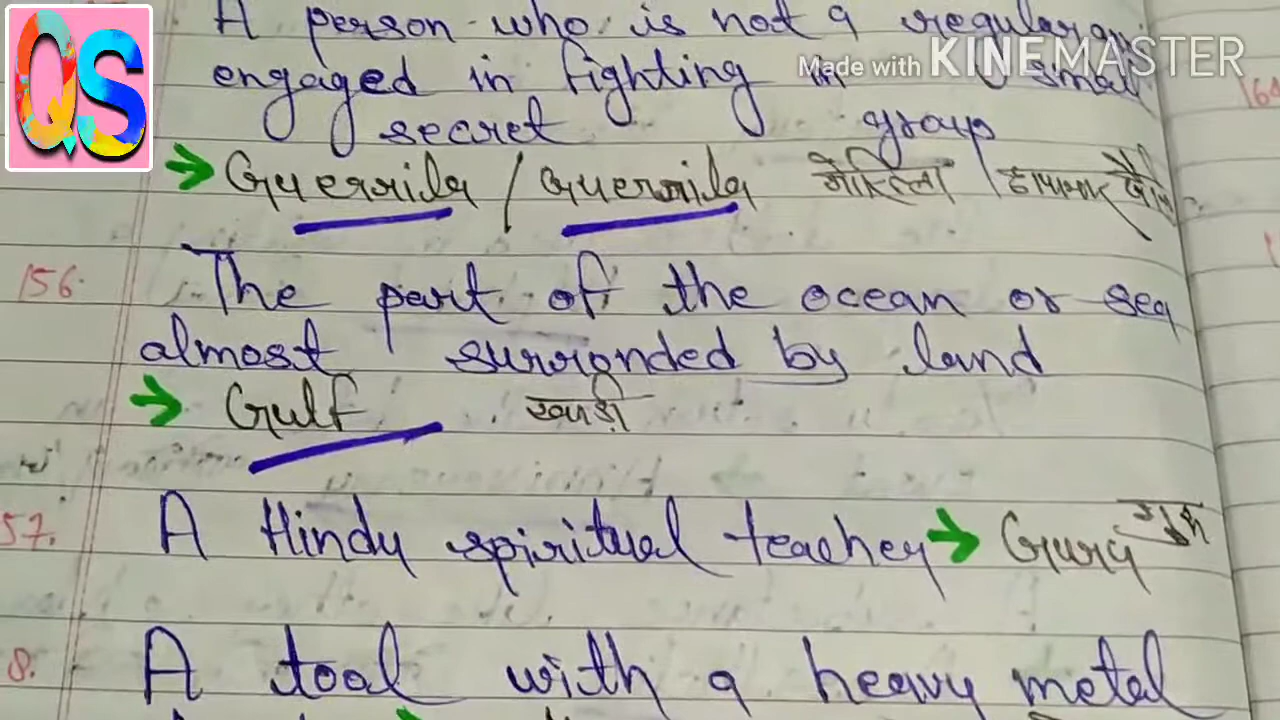 QS
Made with KINEMASTER
A person who is not a regular
engaged in fighting in small
secret group
→ Guerrila / Guerrilla गोरिल्ला /
156. The part of the ocean or sea
almost surronded by land
→ Gulf खाड़ी
57. A Hindu spiritual teacher → Guru गुरु
8. A tool with a heavy metal